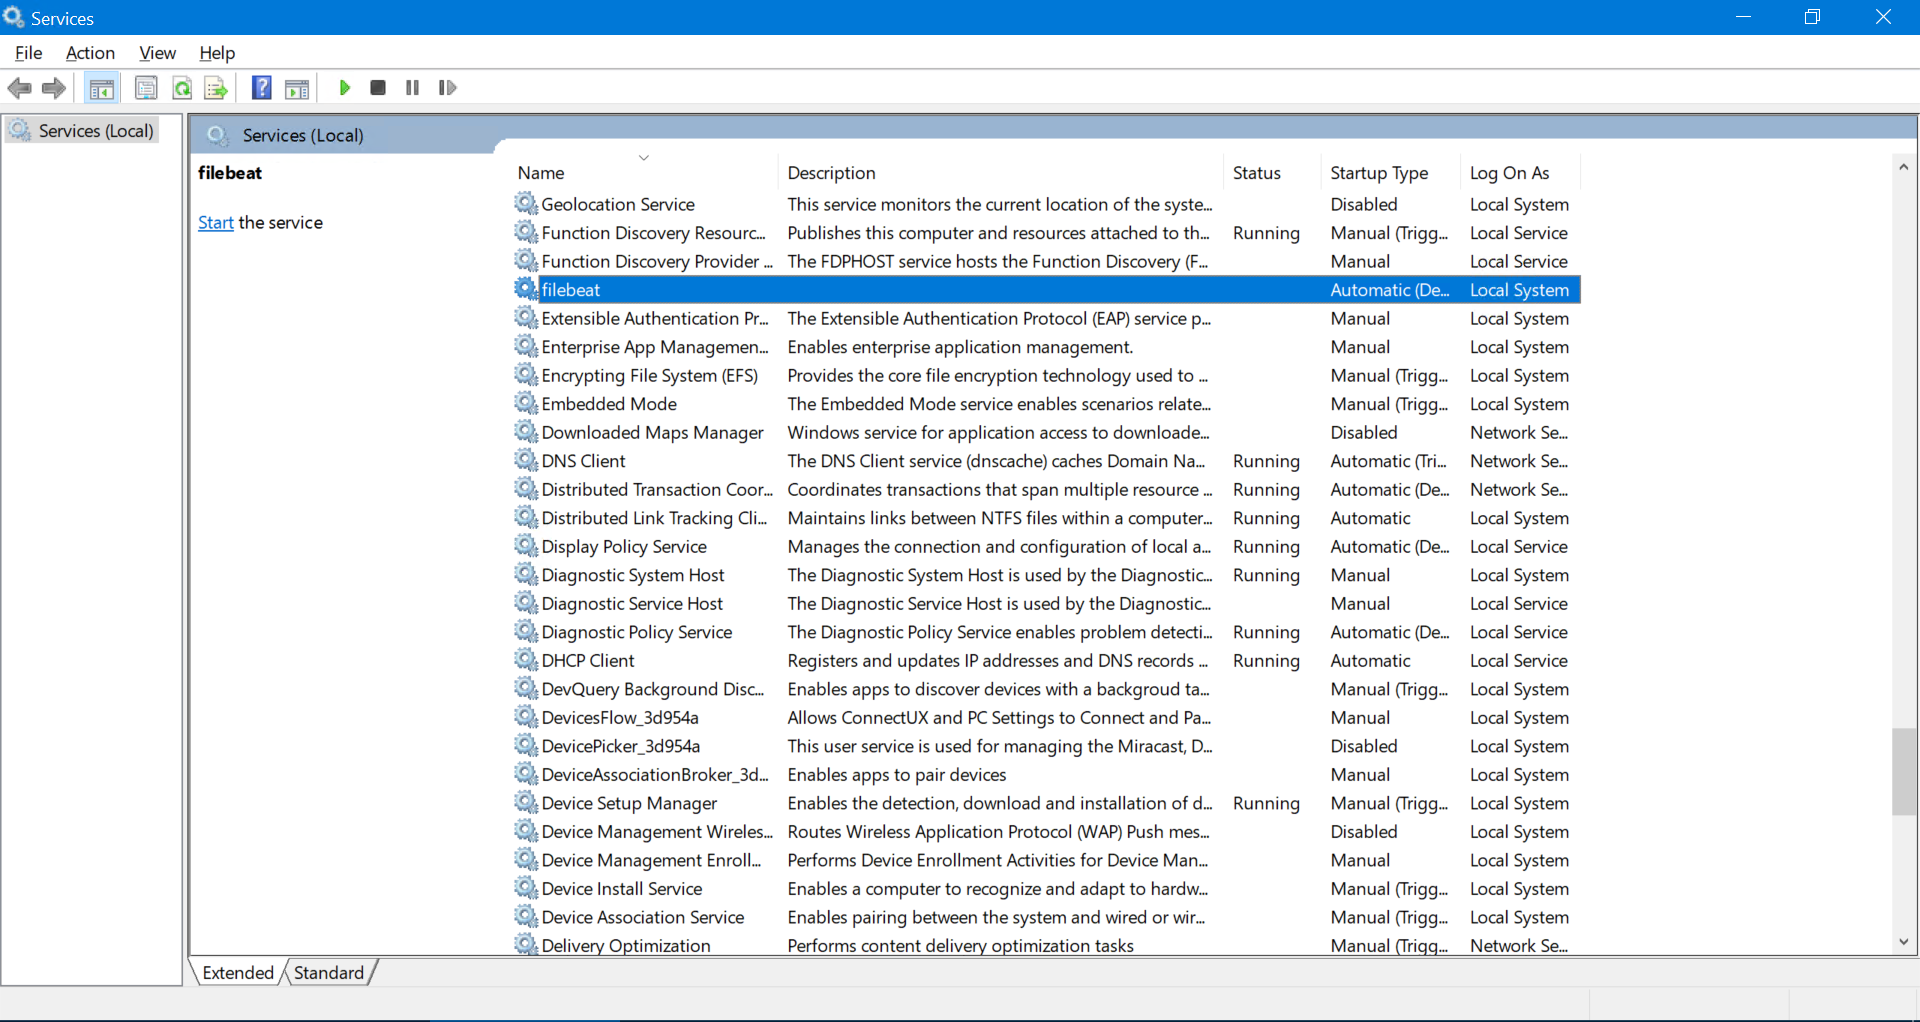 Services
File Action View Help
Services (Local)
Services (Local)
filebeat
Start the service
Name Description Status Startup Type Log On As
Geolocation Service This service monitors the current location of the syste... Disabled Local System
Function Discovery Resourc... Publishes this computer and resources attached to th... Running Manual (Trigg... Local Service
Function Discovery Provider ... The FDPHOST service hosts the Function Discovery (F... Manual Local Service
filebeat Automatic (De... Local System
Extensible Authentication Pr... The Extensible Authentication Protocol (EAP) service p... Manual Local System
Enterprise App Managemen... Enables enterprise application management. Manual Local System
Encrypting File System (EFS) Provides the core file encryption technology used to ... Manual (Trigg... Local System
Embedded Mode The Embedded Mode service enables scenarios relate... Manual (Trigg... Local System
Downloaded Maps Manager Windows service for application access to downloade... Disabled Network Se...
DNS Client The DNS Client service (dnscache) caches Domain Na... Running Automatic (Tri... Network Se...
Distributed Transaction Coor... Coordinates transactions that span multiple resource ... Running Automatic (De... Network Se...
Distributed Link Tracking Cli... Maintains links between NTFS files within a computer... Running Automatic Local System
Display Policy Service Manages the connection and configuration of local a... Running Automatic (De... Local Service
Diagnostic System Host The Diagnostic System Host is used by the Diagnostic... Running Manual Local System
Diagnostic Service Host The Diagnostic Service Host is used by the Diagnostic... Manual Local Service
Diagnostic Policy Service The Diagnostic Policy Service enables problem detecti... Running Automatic (De... Local Service
DHCP Client Registers and updates IP addresses and DNS records ... Running Automatic Local Service
DevQuery Background Disc... Enables apps to discover devices with a backgroud ta... Manual (Trigg... Local System
DevicesFlow_3d954a Allows ConnectUX and PC Settings to Connect and Pa... Manual Local System
DevicePicker_3d954a This user service is used for managing the Miracast, D... Disabled Local System
DeviceAssociationBroker_3d... Enables apps to pair devices Manual Local System
Device Setup Manager Enables the detection, download and installation of d... Running Manual (Trigg... Local System
Device Management Wireles... Routes Wireless Application Protocol (WAP) Push mes... Disabled Local System
Device Management Enroll... Performs Device Enrollment Activities for Device Man... Manual Local System
Device Install Service Enables a computer to recognize and adapt to hardw... Manual (Trigg... Local System
Device Association Service Enables pairing between the system and wired or wir... Manual (Trigg... Local System
Delivery Optimization Performs content delivery optimization tasks Manual (Trigg... Network Se...
Extended Standard